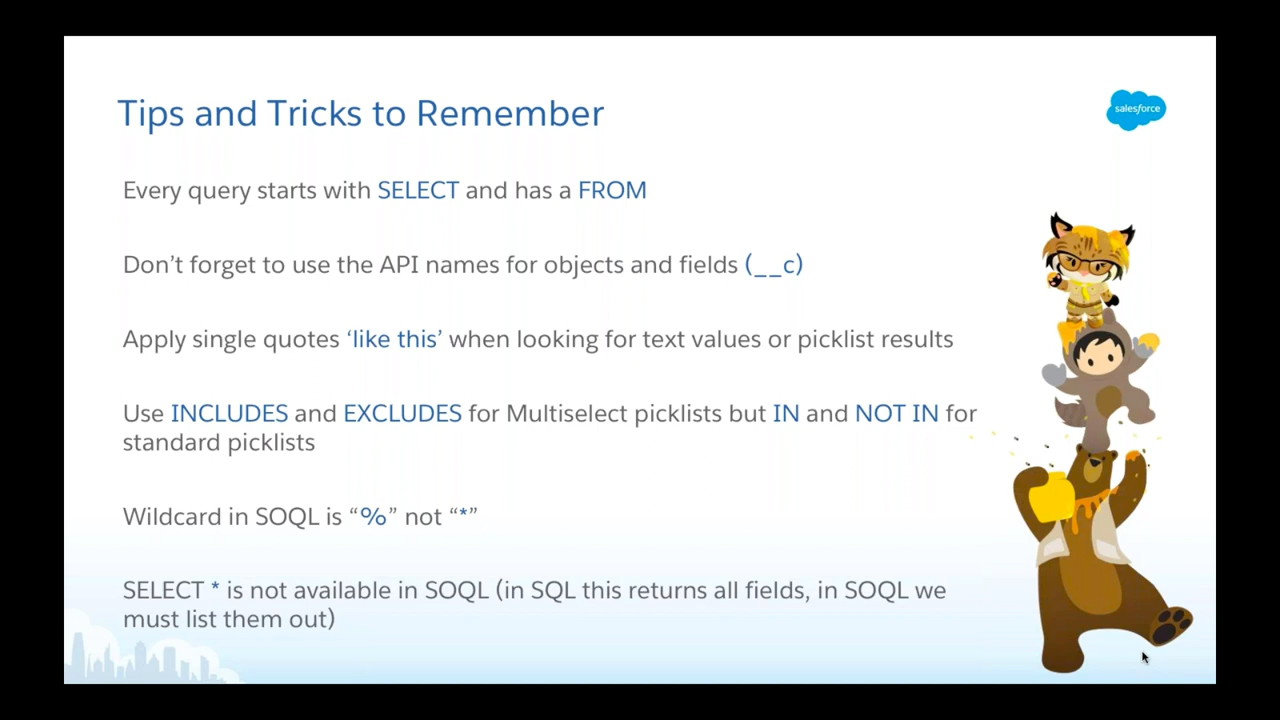 Tips and Tricks to Remember
salesforce
Every query starts with SELECT and has a FROM
Don’t forget to use the API names for objects and fields (__c)
Apply single quotes ‘like this’ when looking for text values or picklist results
Use INCLUDES and EXCLUDES for Multiselect picklists but IN and NOT IN for
standard picklists
Wildcard in SOQL is “%” not “*”
SELECT * is not available in SOQL (in SQL this returns all fields, in SOQL we
must list them out)